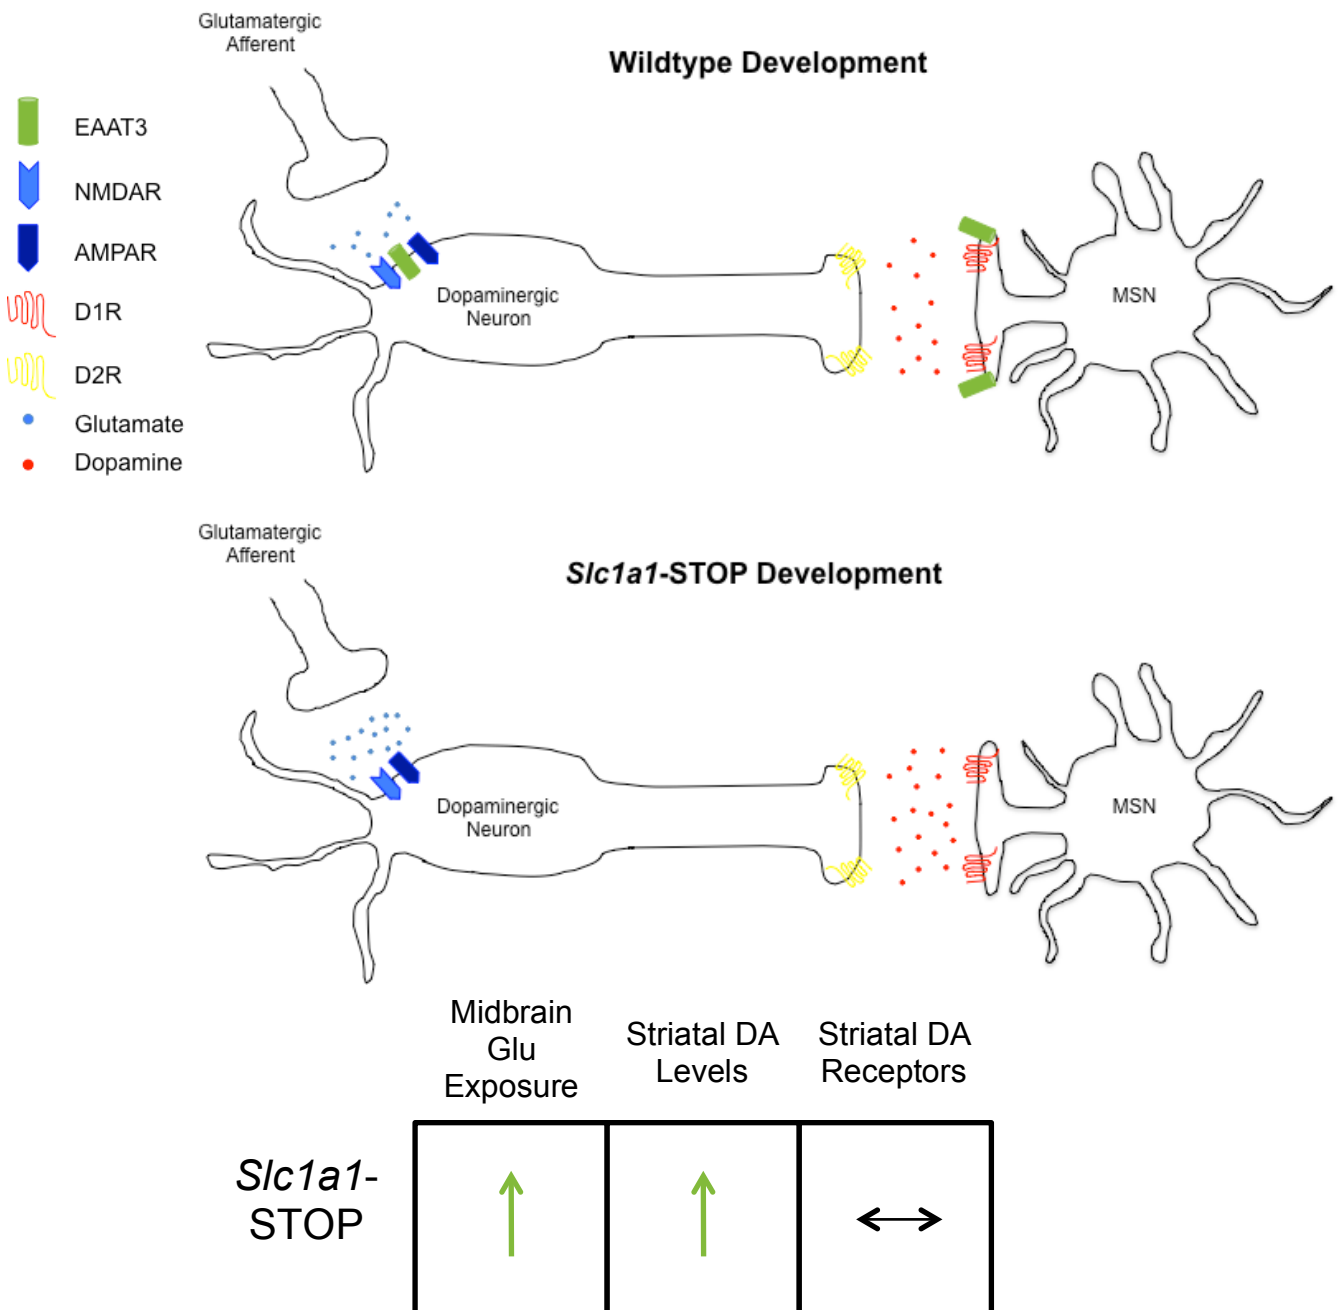 Glutamatergic
Afferent
Wildtype Development
EAAT3
NMDAR
AMPAR
D1R
D2R
Glutamate
Dopamine
Dopaminergic
Neuron
MSN
Glutamatergic
Afferent
Slc1a1-STOP Development
Dopaminergic
Neuron
MSN
Midbrain
Glu
Exposure
Striatal DA
Levels
Striatal DA
Receptors
Slc1a1-
STOP